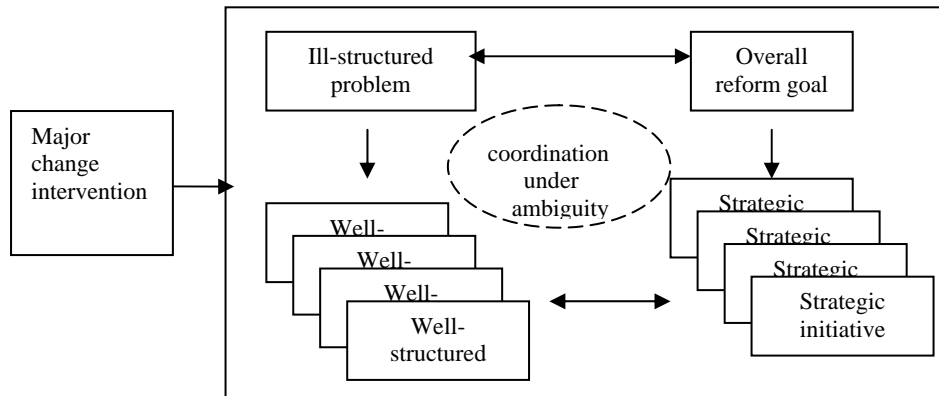 Ill-structured
problem
Overall
reform goal
Major
change
intervention
coordination
under
ambiguity
Well-
Well-
Well-
Well-
structured
Strategic
Strategic
Strategic
Strategic
initiative